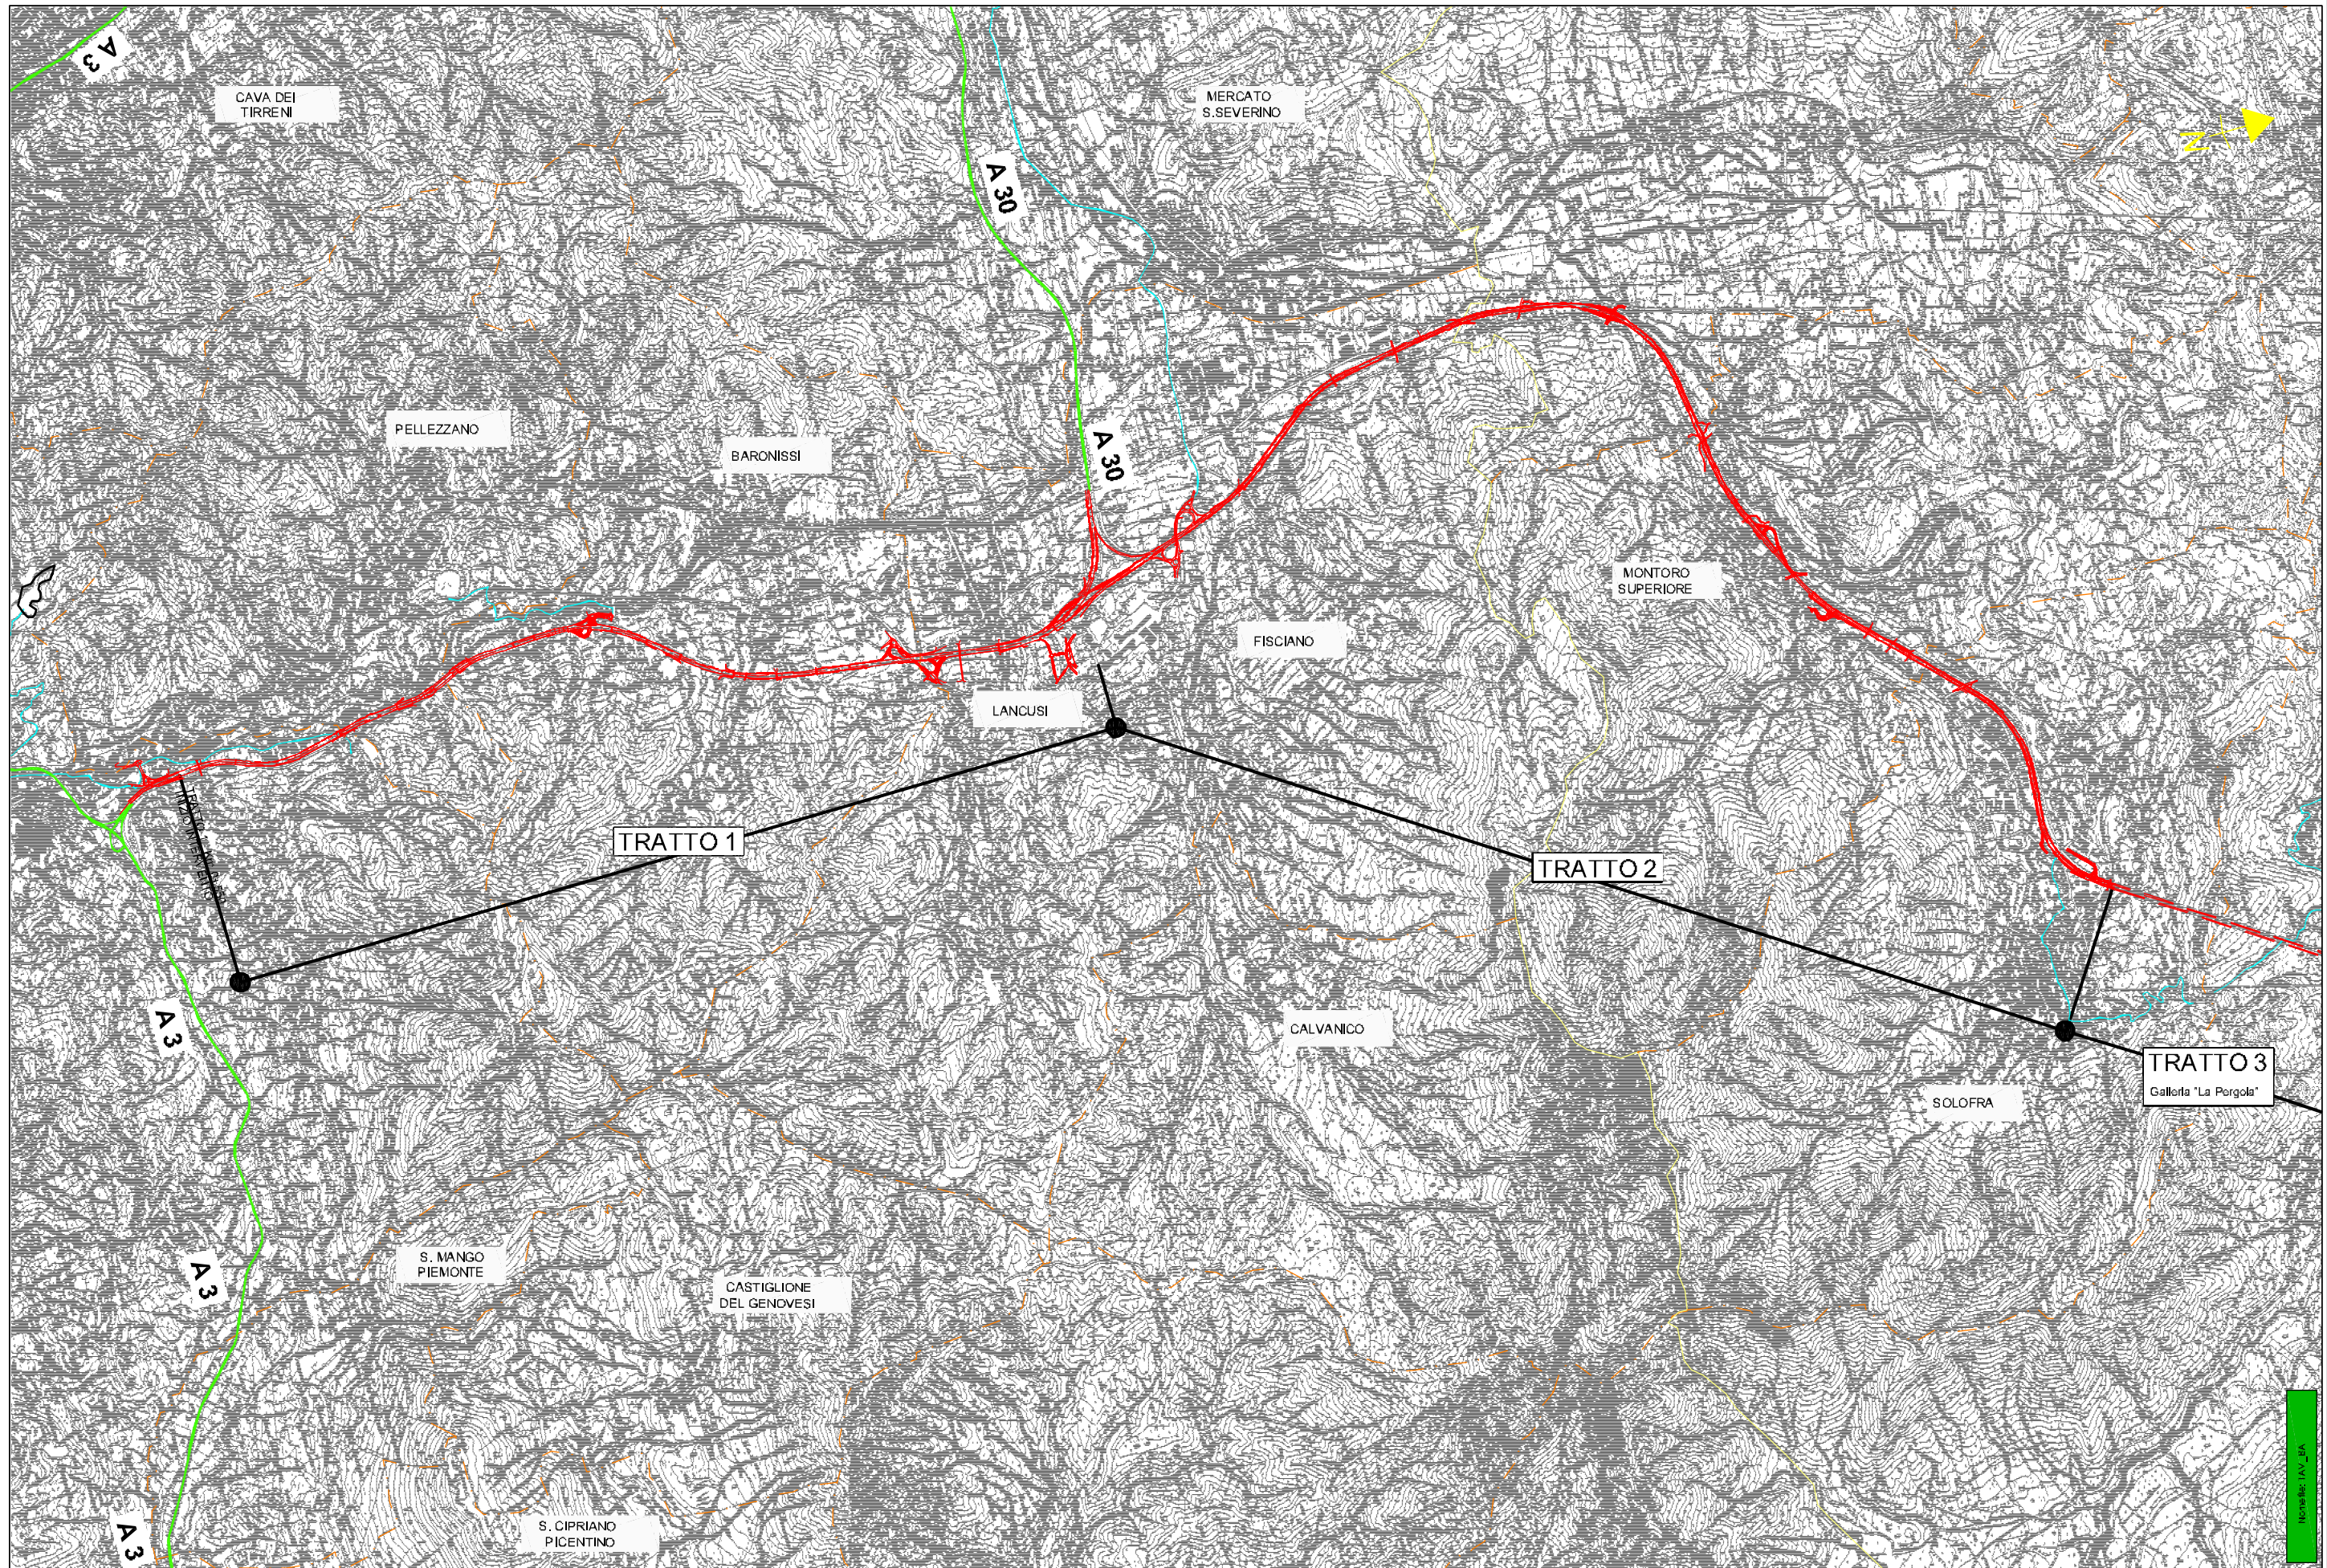 A 3
CAVA DEI
TIRRENI
MERCATO
S.SEVERINO
N
A 30
PELLEZZANO
BARONISSI
A 30
MONTORO
SUPERIORE
FISCIANO
LANCUSI
TRATTO 1
TRATTO 2
A 3
CALVANICO
TRATTO 3
Galleria "La Pergola"
SOLOFRA
A 3
S. MANGO
PIEMONTE
CASTIGLIONE
DEL GENOVESI
S. CIPRIANO
PICENTINO
A 3